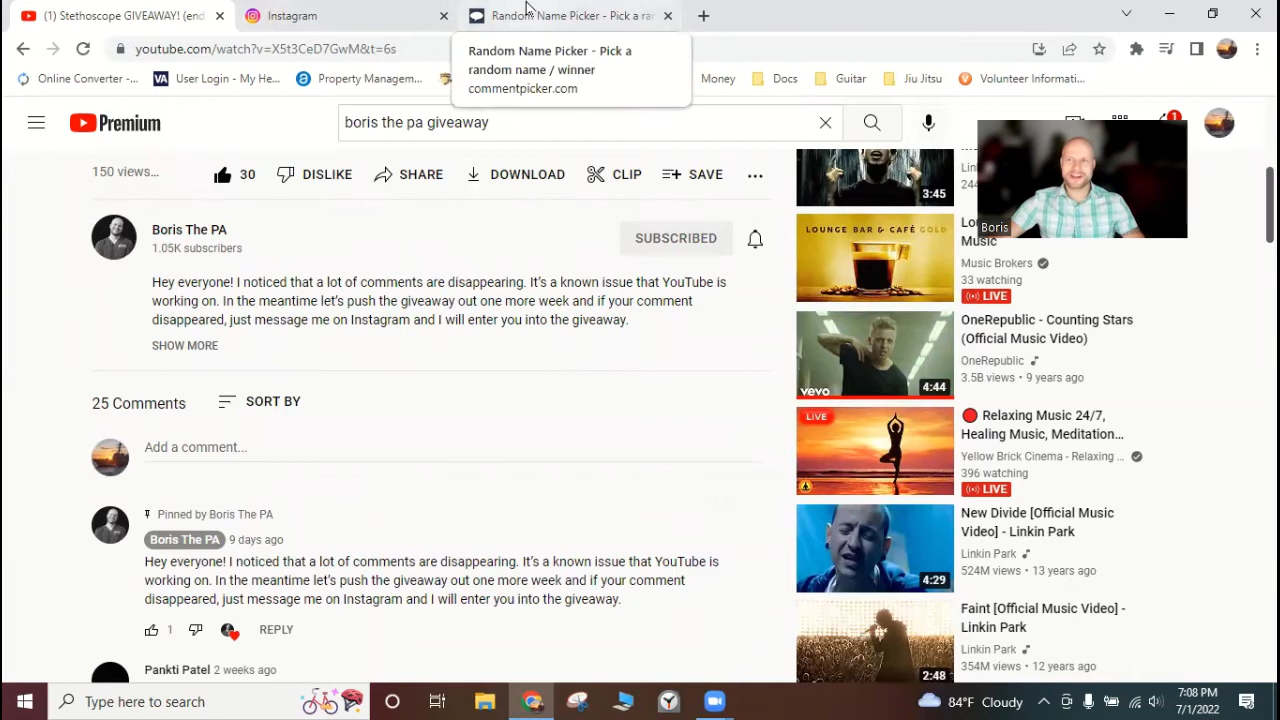 (1) Stethoscope GIVEAWAY! (end
Instagram
Random Name Picker - Pick a ra
youtube.com/watch?v=X5t3CeD7GwM&t=6s
Random Name Picker - Pick a
random name / winner
commentpicker.com
Online Converter -...
VA
User Login - My He...
Property Managem...
Money
Docs
Guitar
Jiu Jitsu
Volunteer Informati...
Premium
boris the pa giveaway
1
150 views...
30
DISLIKE
SHARE
DOWNLOAD
CLIP
SAVE
Boris The PA
1.05K subscribers
SUBSCRIBED
Hey everyone! I noticed that a lot of comments are disappearing. It's a known issue that YouTube is
working on. In the meantime let's push the giveaway out one more week and if your comment
disappeared, just message me on Instagram and I will enter you into the giveaway.
SHOW MORE
25 Comments
SORT BY
Add a comment...
Pinned by Boris The PA
Boris The PA 9 days ago
Hey everyone! I noticed that a lot of comments are disappearing. It's a known issue that YouTube is
working on. In the meantime let's push the giveaway out one more week and if your comment
disappeared, just message me on Instagram and I will enter you into the giveaway.
1
REPLY
Pankti Patel 2 weeks ago
3:45
Boris
LOUNGE BAR & CAFÉ GOLD
Music
Music Brokers
33 watching
LIVE
vevo
4:44
OneRepublic - Counting Stars
(Official Music Video)
OneRepublic
3.5B views • 9 years ago
LIVE
Relaxing Music 24/7,
Healing Music, Meditation...
Yellow Brick Cinema - Relaxing ...
396 watching
LIVE
4:29
New Divide [Official Music
Video] - Linkin Park
Linkin Park
524M views • 13 years ago
2:48
Faint [Official Music Video] -
Linkin Park
Linkin Park
354M views • 12 years ago
Type here to search
84°F Cloudy
7:08 PM
7/1/2022